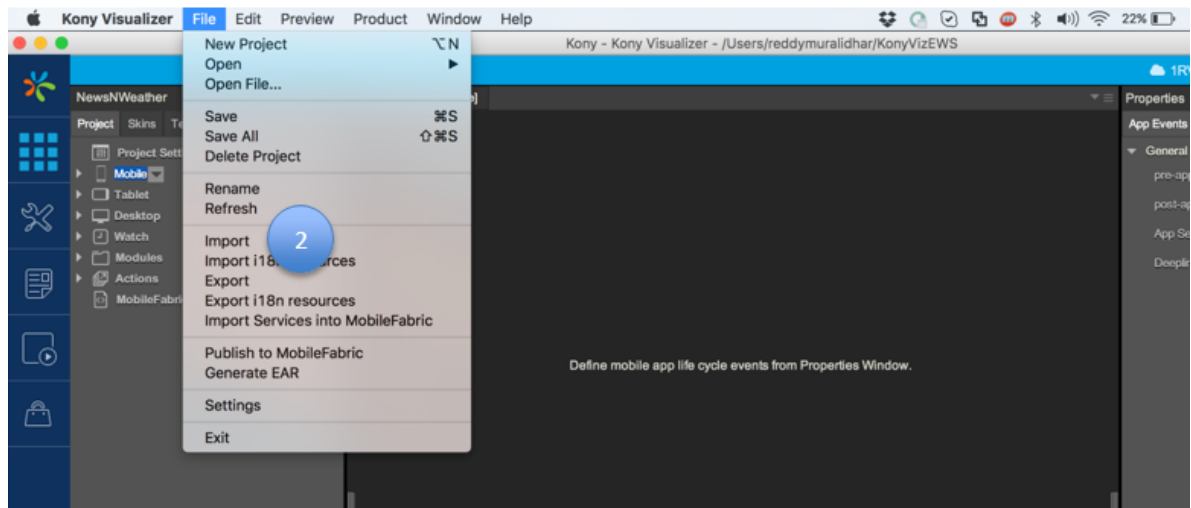 Kony Visualizer File Edit Preview Product Window Help 22%
Kony - Kony Visualizer - /Users/reddymuralidhar/KonyVizEWS
New Project ⌥N
Open ▶
Open File...
Save ⌘S
Save All ⇧⌘S
Delete Project
Rename
Refresh
Import
2
Import i18
Export
Export i18n resources
Import Services into MobileFabric
Publish to MobileFabric
Generate EAR
Settings
Exit
NewsNWeather
Project Skins Te
Project Sett
Mobile
Tablet
Desktop
Watch
Modules
Actions
MobileFabri
Define mobile app life cycle events from Properties Window.
Properties
App Events
General
pre-app
post-ap
App Se
Deeplin